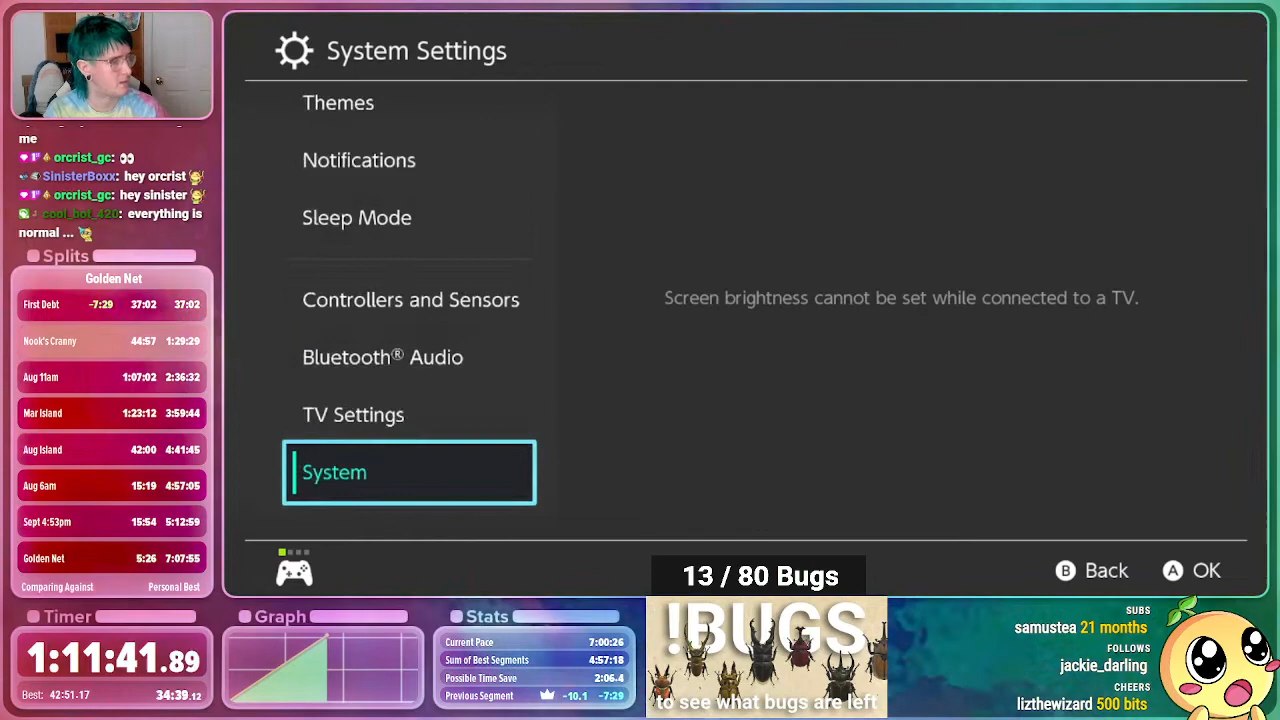 me
orcrist_gc:
SinisterBoxx: hey orcrist
orcrist_gc: hey sinister
cool_bot_420: everything is
normal ...
Splits
Golden Net
First Debt -7:29 37:02 37:02
Nook's Cranny 44:57 1:29:29
Aug 11am 1:07:02 2:36:32
Mar Island 1:23:12 3:59:44
Aug Island 42:00 4:41:45
Aug 6am 15:19 4:57:05
Sept 4:53pm 15:54 5:12:59
Golden Net 5:26 7:07:55
Comparing Against Personal Best
Timer
1:11:41.89
Best: 42:51.17 34:39.12
System Settings
Themes
Notifications
Sleep Mode
Controllers and Sensors
Bluetooth® Audio
TV Settings
System
Screen brightness cannot be set while connected to a TV.
B Back A OK
13 / 80 Bugs
Graph
Stats
Current Pace 7:00:26
Sum of Best Segments 4:57:18
Possible Time Save 2:06.4
Previous Segment -10.1 -7:29
!BUGS
to see what bugs are left
SUBS
samustea 21 months
FOLLOWS
jackie_darling
CHEERS
lizthewizard 500 bits